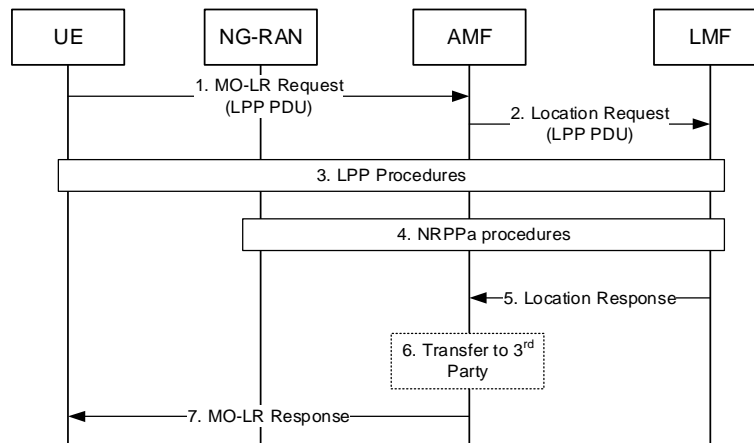 UE
NG-RAN
AMF
LMF
1. MO-LR Request
(LPP PDU)
2. Location Request
(LPP PDU)
3. LPP Procedures
4. NRPPa procedures
5. Location Response
6. Transfer to 3rd
Party
7. MO-LR Response